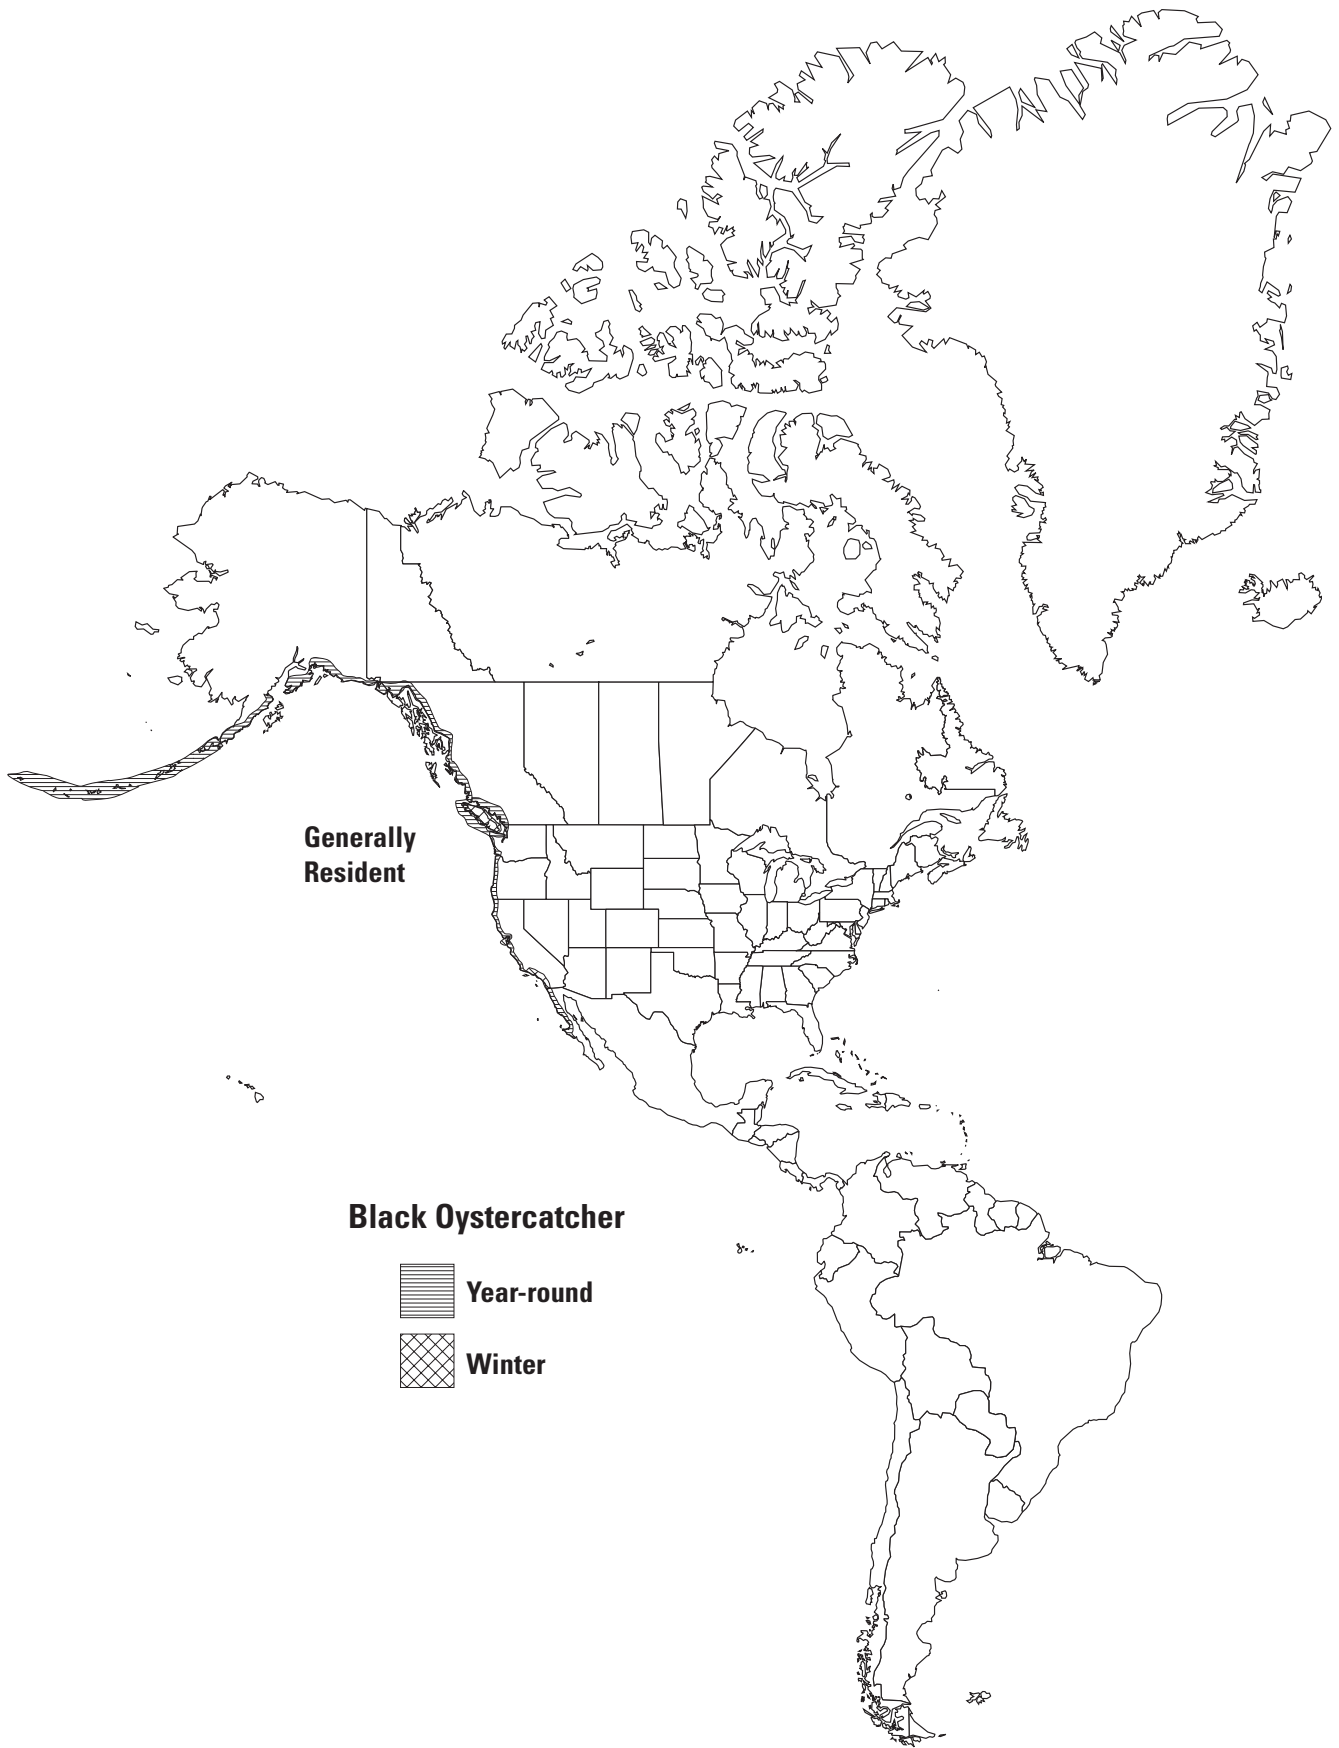 Generally
Resident
Black Oystercatcher
Year-round
Winter